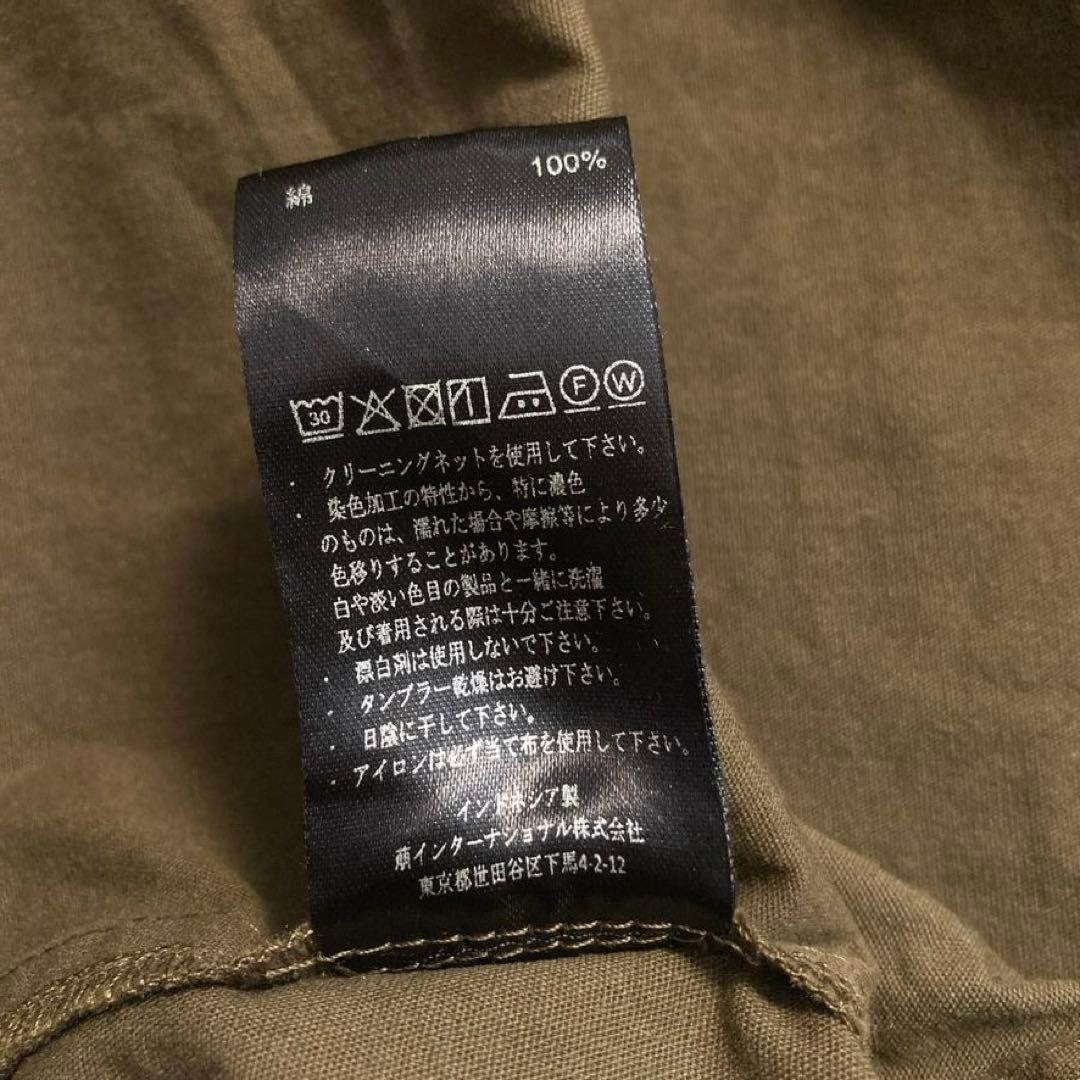 綿 100%
30 F W
・ クリーニングネットを使用して下さい。
・ 染色加工の特性から、特に濃色
のものは、濡れた場合や摩擦等により多少
色移りすることがあります。
白や淡い色目の製品と一緒に洗濯
及び着用される際は十分ご注意下さい。
・ 漂白剤は使用しないで下さい。
・ タンブラー乾燥はお避け下さい。
・ 日陰に干して下さい。
・ アイロンは必ず当て布を使用して下さい。
インドネシア製
萌インターナショナル株式会社
東京都世田谷区下馬4-2-12